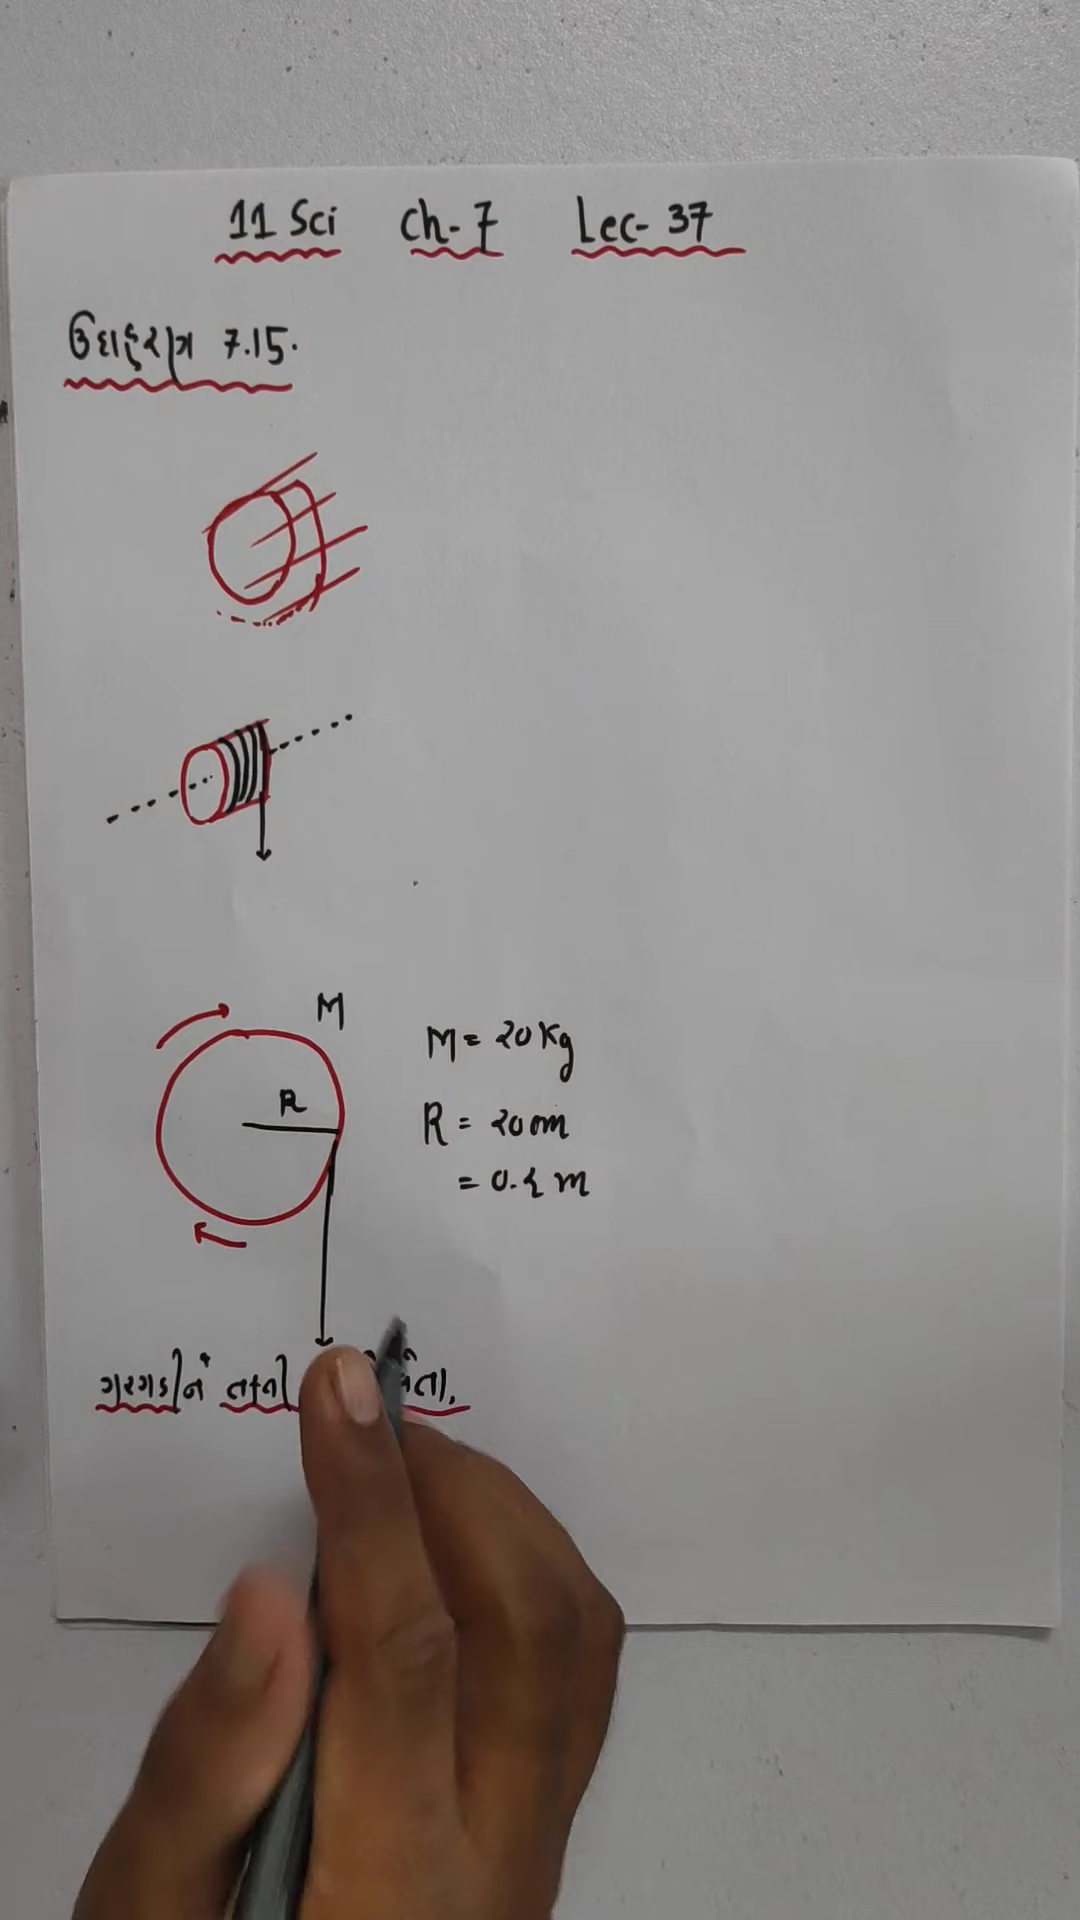 11 Sci Ch-7 Lec-37
ઉદાહરણ 7.15.
M
R
M = 20 Kg
R = 20 cm
= 0.2 m
ગરગડીને તેની